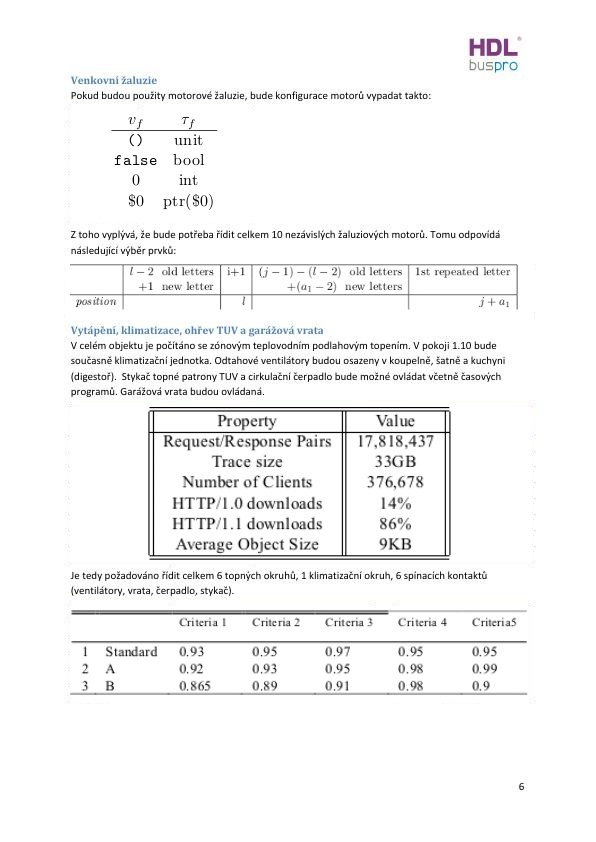 HDL®
buspro
Venkovní žaluzie
Pokud budou použity motorové žaluzie, bude konfigurace motorů vypadat takto:
v_f τ_f
() unit
false bool
0 int
$0 ptr($0)
Z toho vyplývá, že bude potřeba řídit celkem 10 nezávislých žaluziových motorů. Tomu odpovídá
následující výběr prvků:
l − 2 old letters i+1 (j − 1) − (l − 2) old letters 1st repeated letter
+1 new letter +(a₁ − 2) new letters
position l j + a₁
Vytápění, klimatizace, ohřev TUV a garážová vrata
V celém objektu je počítáno se zónovým teplovodním podlahovým topením. V pokoji 1.10 bude
současně klimatizační jednotka. Odtahové ventilátory budou osazeny v koupelně, šatně a kuchyni
(digestoř). Stykač topné patrony TUV a cirkulační čerpadlo bude možné ovládat včetně časových
programů. Garážová vrata budou ovládaná.
Property Value
Request/Response Pairs 17,818,437
Trace size 33GB
Number of Clients 376,678
HTTP/1.0 downloads 14%
HTTP/1.1 downloads 86%
Average Object Size 9KB
Je tedy požadováno řídit celkem 6 topných okruhů, 1 klimatizační okruh, 6 spínacích kontaktů
(ventilátory, vrata, čerpadlo, stykač).
Criteria 1 Criteria 2 Criteria 3 Criteria 4 Criteria5
1 Standard 0.93 0.95 0.97 0.95 0.95
2 A 0.92 0.93 0.95 0.98 0.99
3 B 0.865 0.89 0.91 0.98 0.9
6